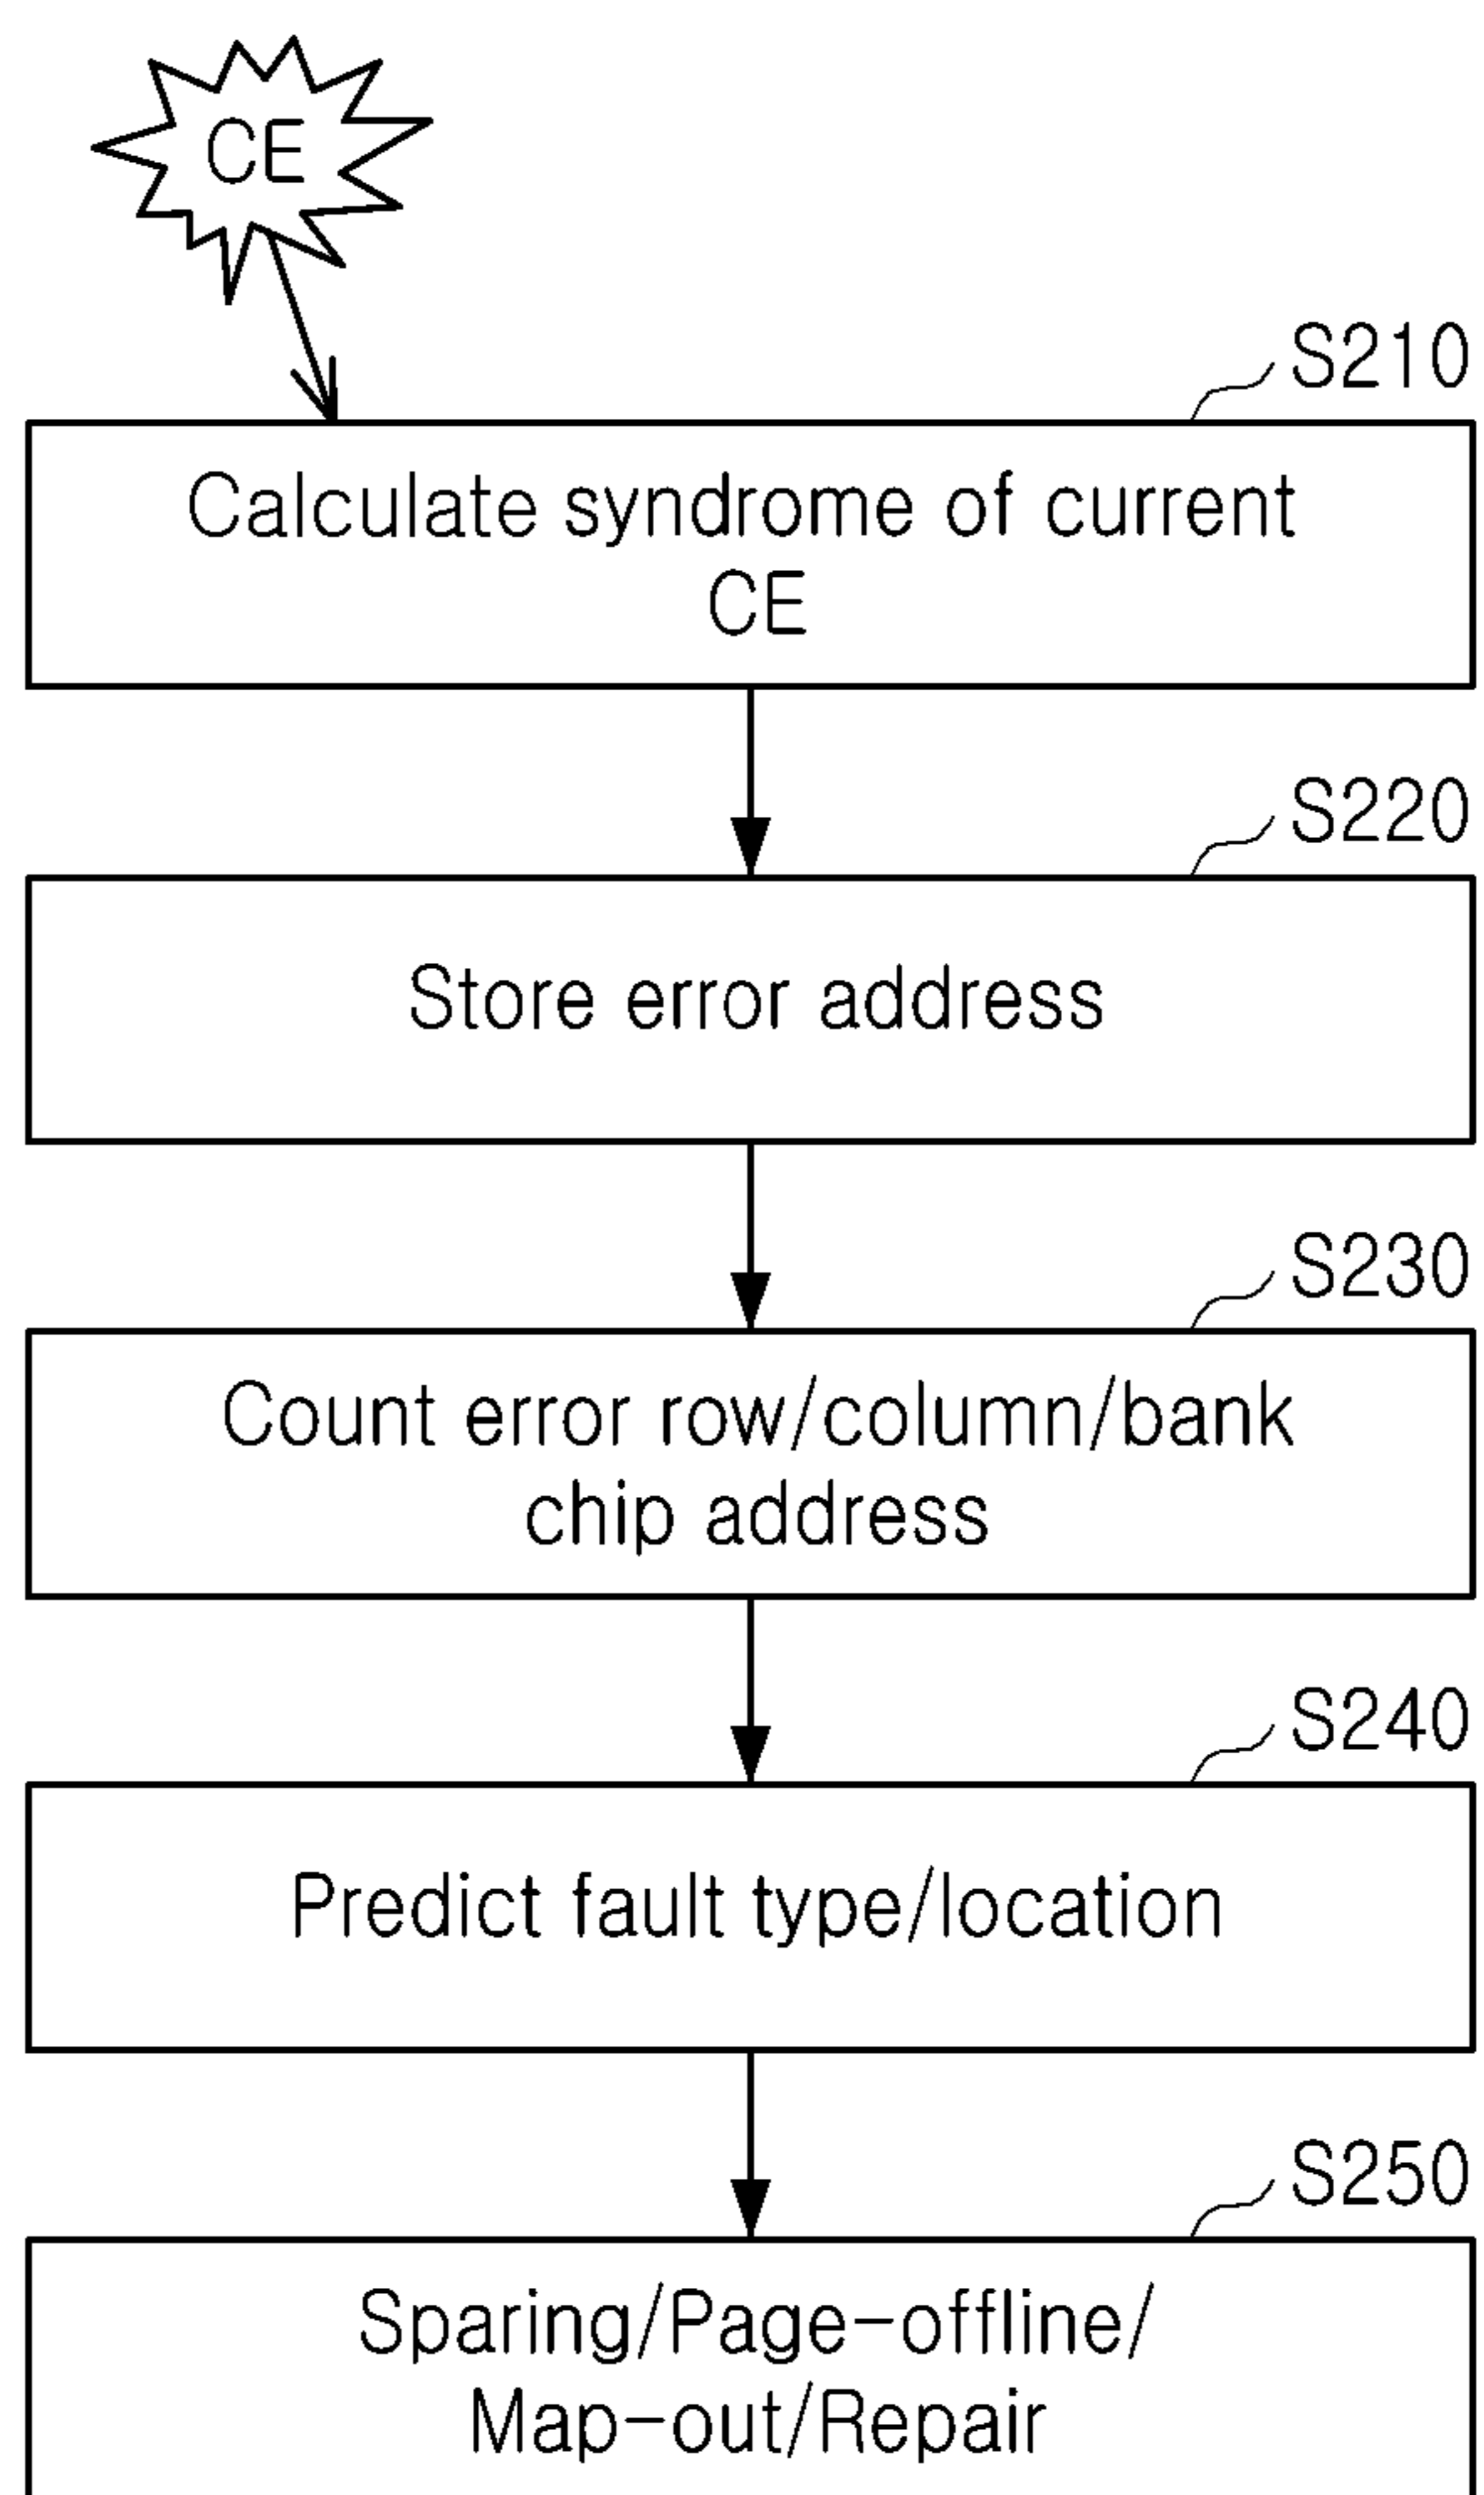 CE
S210
Calculate syndrome of current
CE
S220
Store error address
S230
Count error row/column/bank
chip address
S240
Predict fault type/location
S250
Sparing/Page-offline/
Map-out/Repair